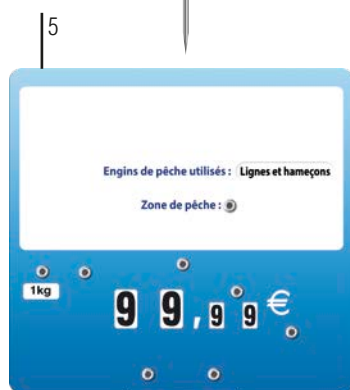 5
Engins de pêche utilisés : Lignes et hameçons
Zone de pêche :
1kg
99,99 €